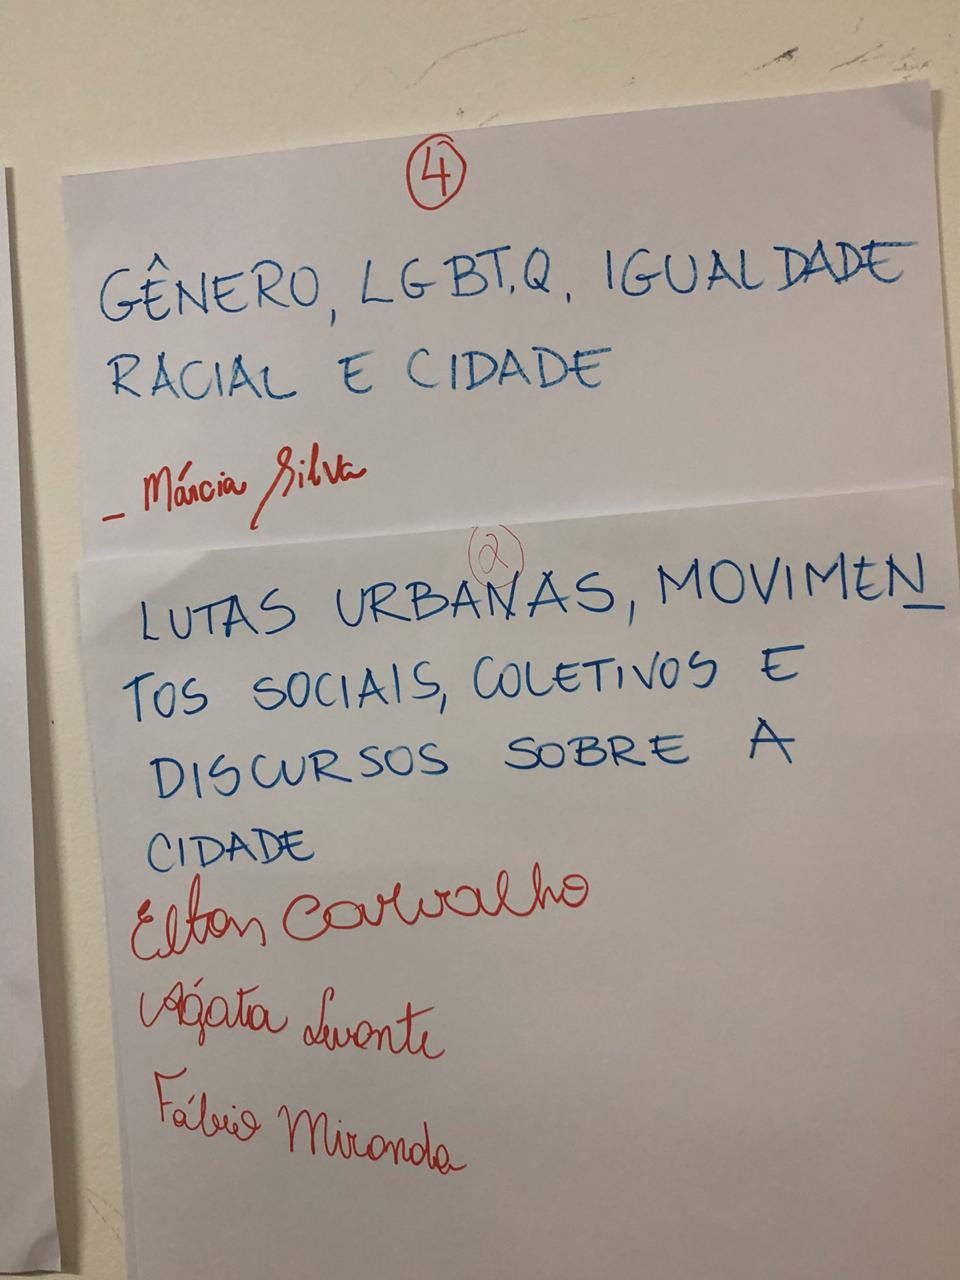 4
GÊNERO, LGBT,Q, IGUALDADE
RACIAL E CIDADE
_ Márcia Silva
2
LUTAS URBANAS, MOVIMEN
TOS SOCIAIS, COLETIVOS E
DISCURSOS SOBRE A
CIDADE
Elton Carvalho
Ágata Levante
Fábio Miranda